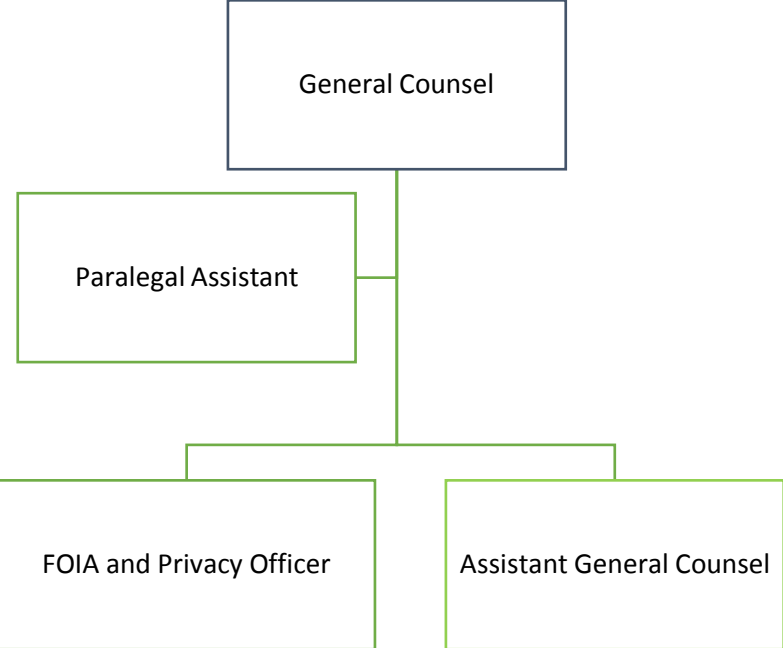 General Counsel
Paralegal Assistant
FOIA and Privacy Officer
Assistant General Counsel